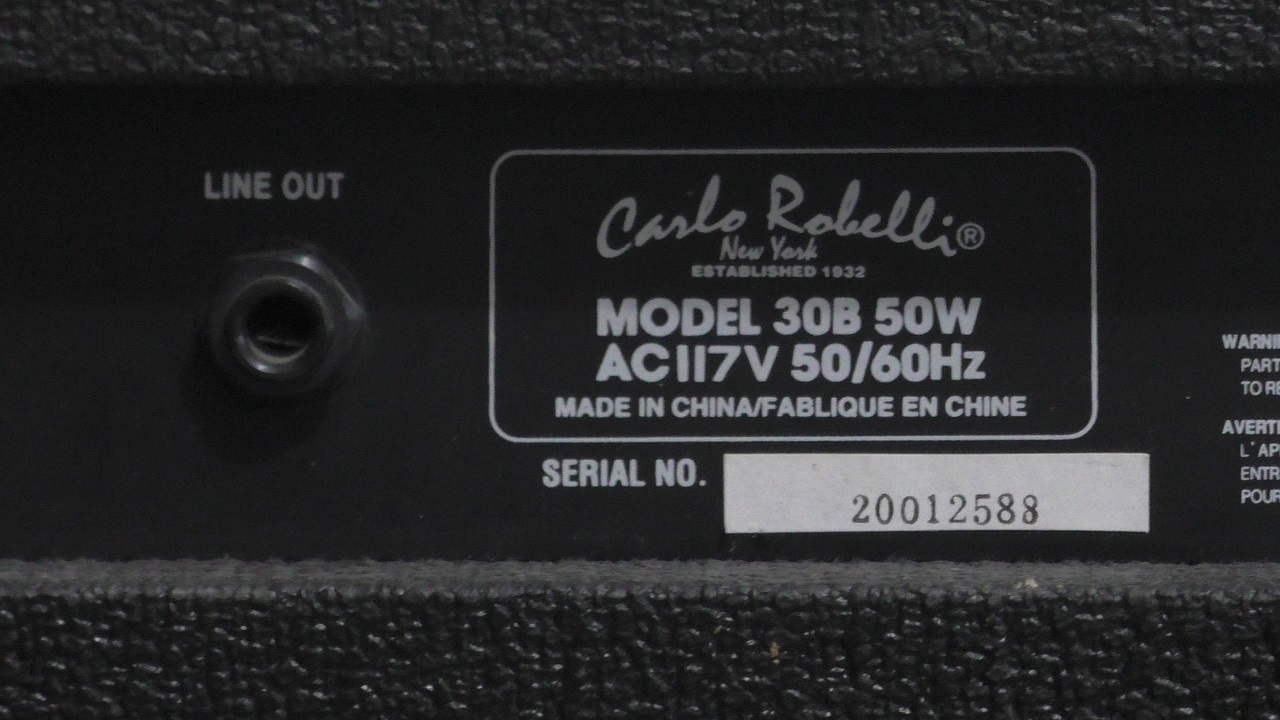 LINE OUT
Carlo Robelli®
New York
ESTABLISHED 1932
MODEL 30B 50W
AC117V 50/60Hz
MADE IN CHINA/FABLIQUE EN CHINE
SERIAL NO.
20012588
WARNI
PART
TO RE
AVERTI
L'AP
ENTR
POUR